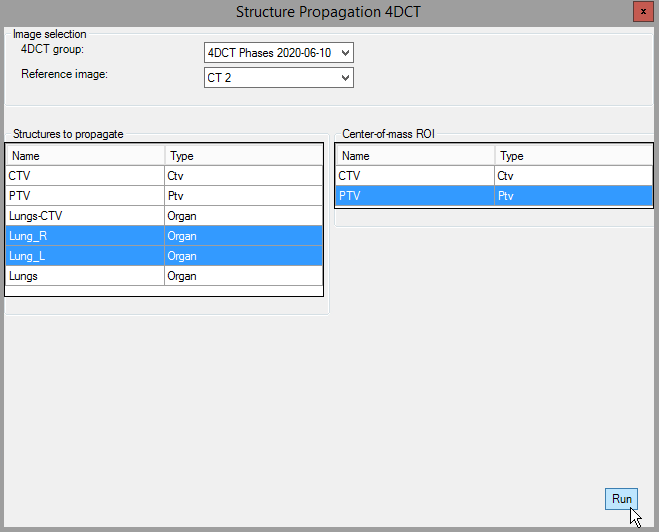 Structure Propagation 4DCT
x
Image selection
4DCT group: 4DCT Phases 2020-06-10
Reference image: CT 2
Structures to propagate
Name Type
CTV Ctv
PTV Ptv
Lungs-CTV Organ
Lung_R Organ
Lung_L Organ
Lungs Organ
Center-of-mass ROI
Name Type
CTV Ctv
PTV Ptv
Run